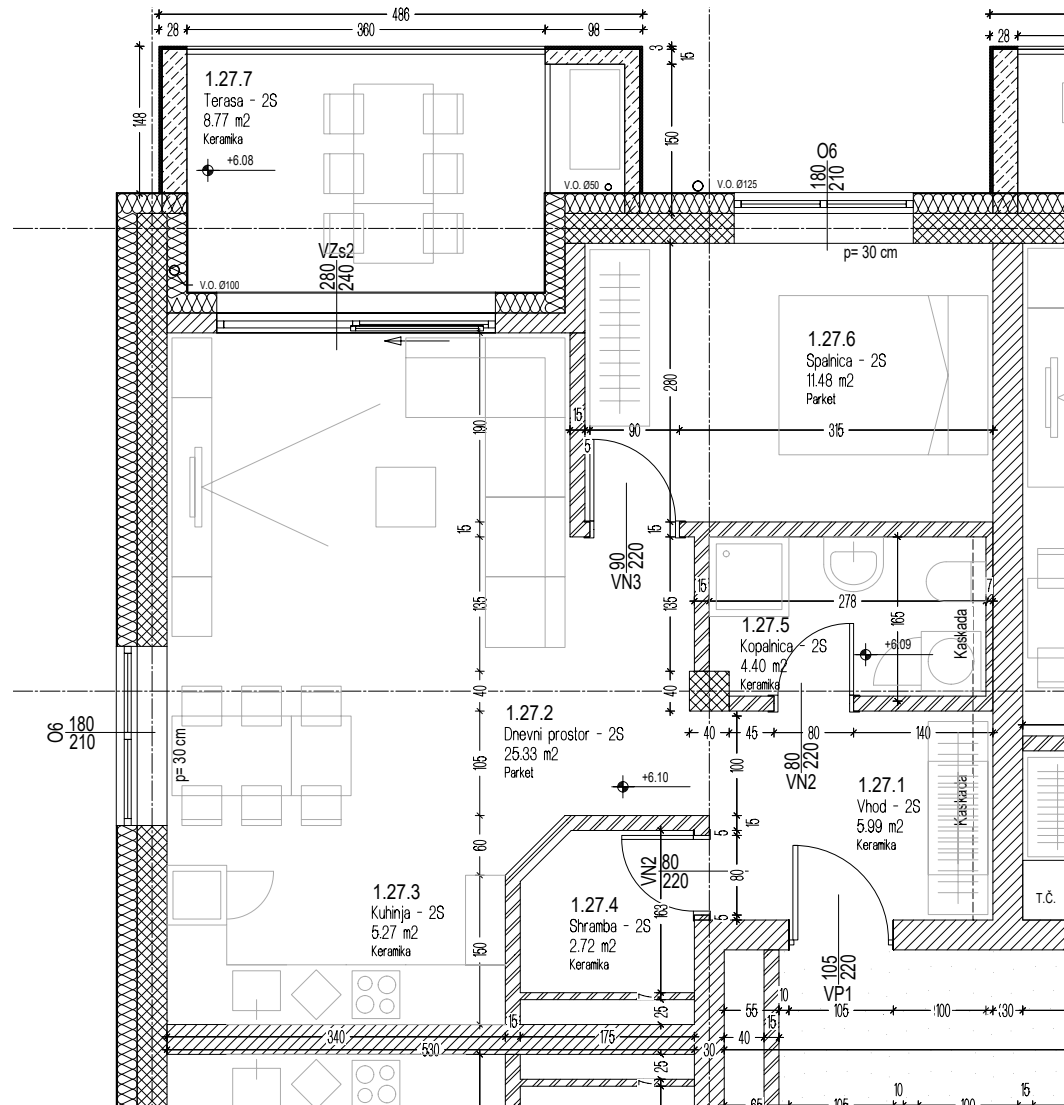 486
28
360
98
28
3
15
148
150
1.27.7
Terasa - 2S
8.77 m2
Keramika
+6.08
V.O. Ø50
V.O. Ø125
O6
180
210
p= 30 cm
VZs2
280
240
V.O. Ø100
1.27.6
Spalnica - 2S
11.48 m2
Parket
280
190
15
90
315
5
15
15
90
220
VN3
135
135
15
278
7
165
1.27.5
Kopalnica - 2S
4.40 m2
Keramika
+6.09
Kaskada
40
40
40
45
80
140
O6
180
210
p= 30 cm
1.27.2
Dnevni prostor - 2S
25.33 m2
Parket
+6.10
105
100
80
220
VN2
1.27.1
Vhod - 2S
5.99 m2
Keramika
Kaskada
15
5
60
VN2
80
220
80
163
5
1.27.3
Kuhinja - 2S
5.27 m2
Keramika
1.27.4
Shramba - 2S
2.72 m2
Keramika
150
T.Č.
105
220
VP1
7
25
10
55
105
100
30
15
340
175
15
40
530
30
25
7
10
15
65
105
100